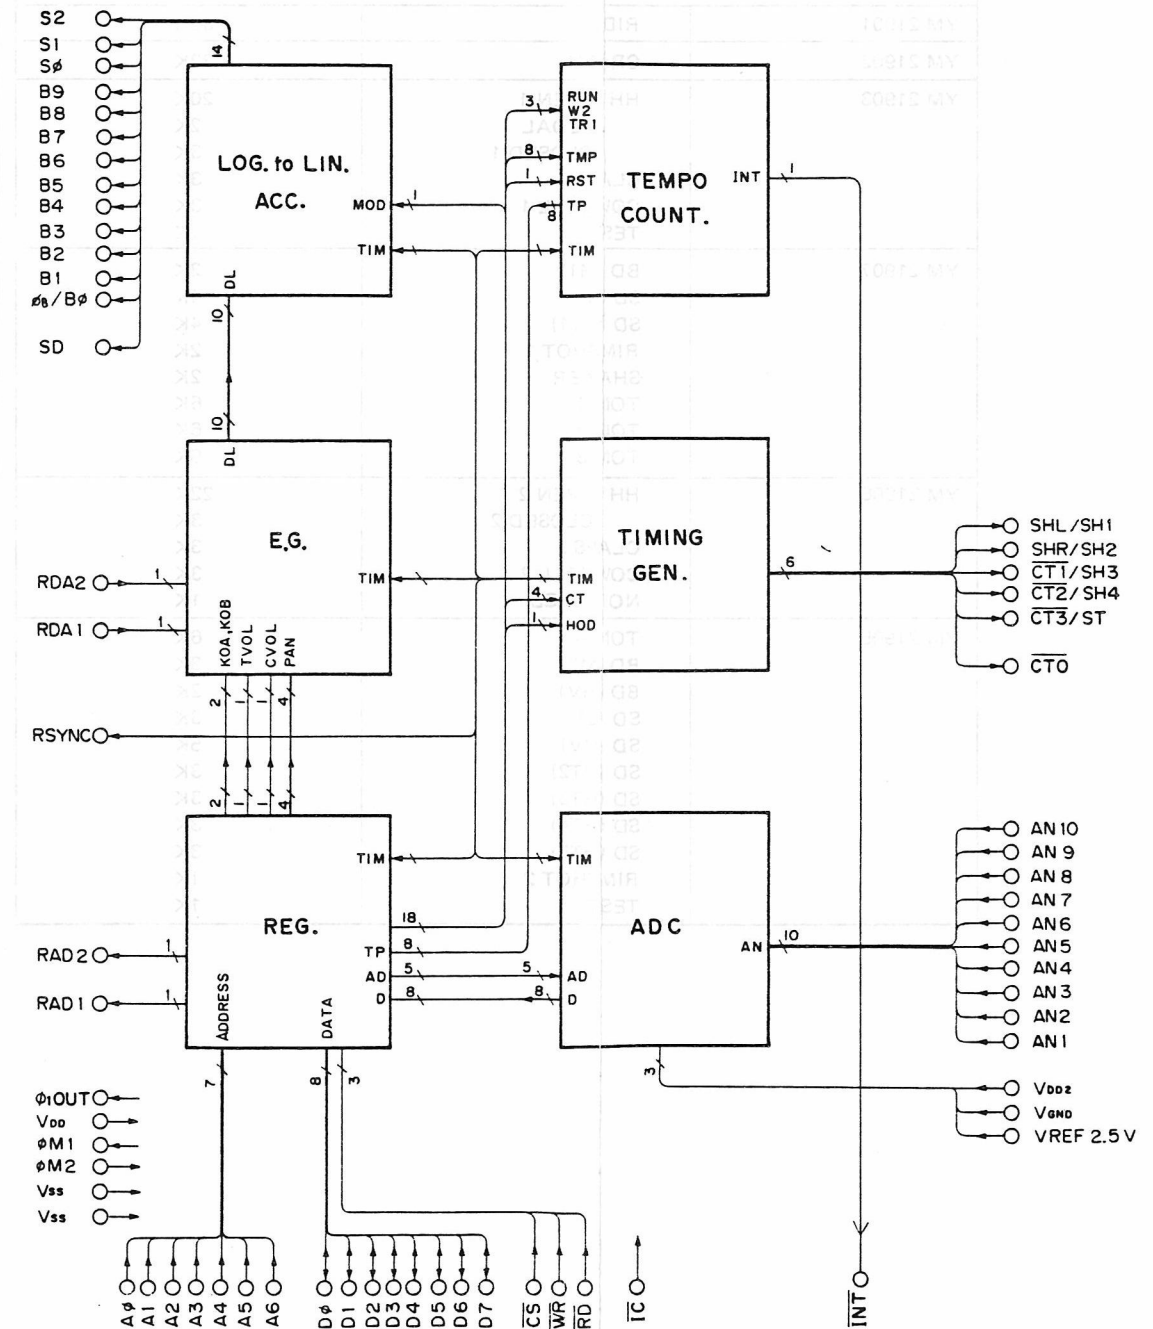 S2
S1
Sø
B9
B8
B7
B6
B5
B4
B3
B2
B1
øB/Bø
SD
14
LOG. to LIN.
ACC.
MOD
TIM
DL
1
10
10
3
RUN
W2
TR1
8
TMP
1
RST
TP
8
TIM
TEMPO
COUNT.
INT
1
DL
E.G.
TIM
KOA,KOB
TVOL
CVOL
PAN
RDA2
1
RDA1
1
2
1
1
4
RSYNC
2
1
1
4
TIMING
GEN.
TIM
4
CT
1
HOD
6
SHL/SH1
SHR/SH2
CT1/SH3
CT2/SH4
CT3/ST
CTO
REG.
TIM
18
TP
8
AD
5
D
8
ADDRESS
DATA
RAD2
1
RAD1
1
7
8
3
ADC
TIM
5
AD
8
D
AN
10
3
AN10
AN9
AN8
AN7
AN6
AN5
AN4
AN3
AN2
AN1
VDD2
VGND
VREF 2.5V
ø1OUT
VDD
øM1
øM2
VSS
VSS
Aø
A1
A2
A3
A4
A5
A6
Dø
D1
D2
D3
D4
D5
D6
D7
CS
WR
RD
IC
INT